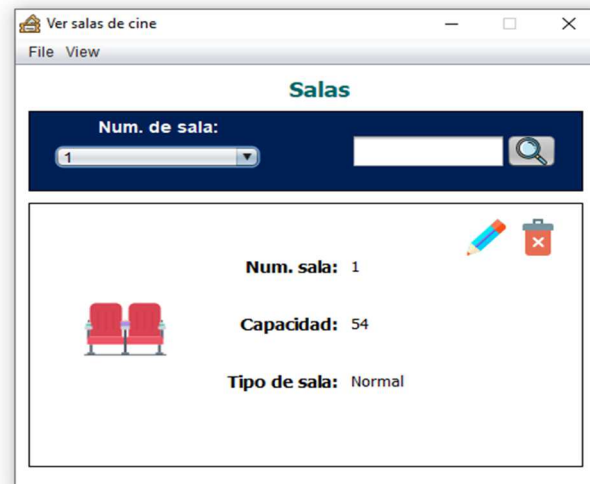 Ver salas de cine
File View
Salas
Num. de sala:
1
Num. sala: 1
Capacidad: 54
Tipo de sala: Normal